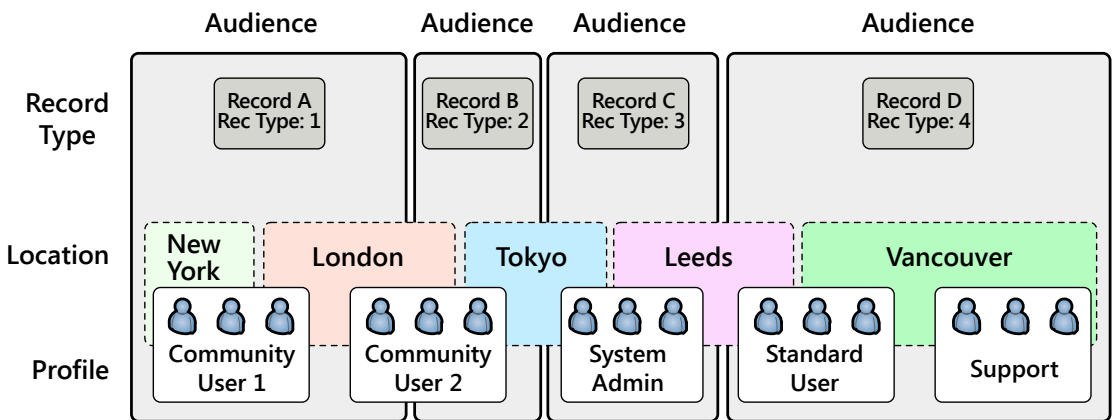 Audience Audience Audience Audience
Record
Type
Record A
Rec Type: 1
Record B
Rec Type: 2
Record C
Rec Type: 3
Record D
Rec Type: 4
Location
New
York
London
Tokyo
Leeds
Vancouver
Profile
Community
User 1
Community
User 2
System
Admin
Standard
User
Support